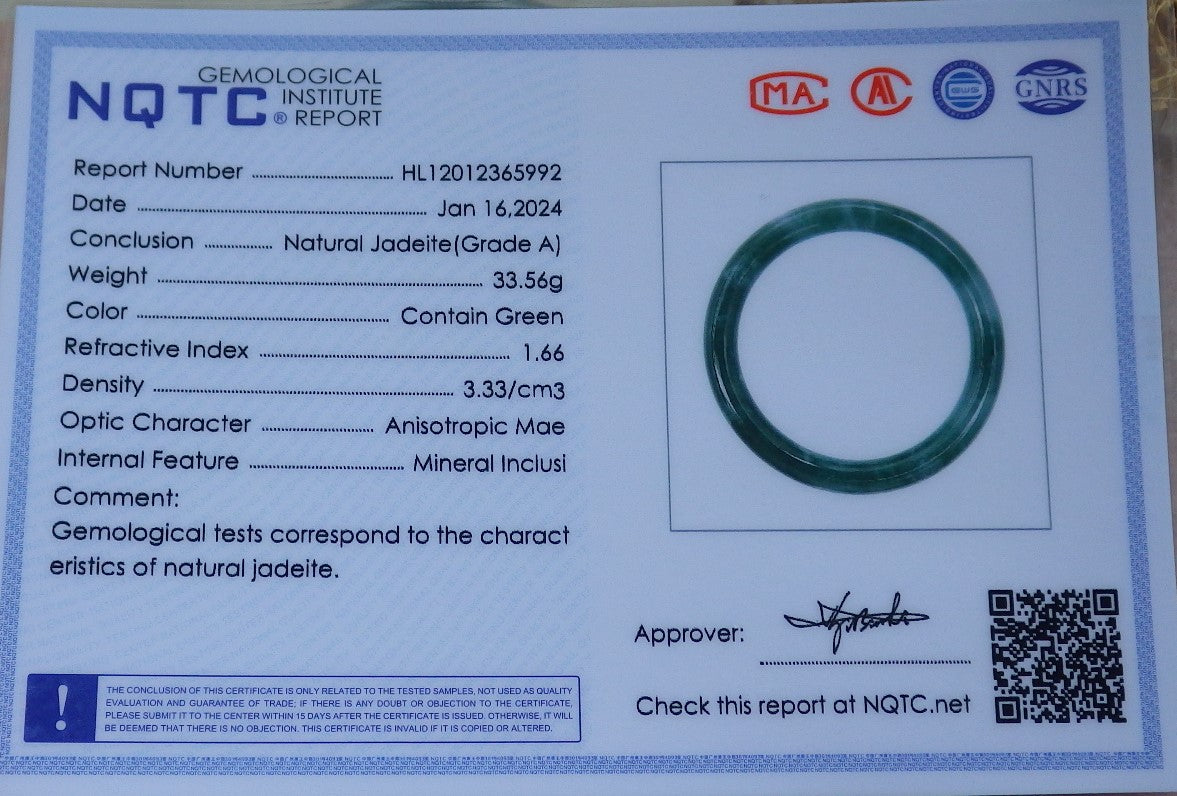 NQTC® GEMOLOGICAL
INSTITUTE
REPORT
MA
AL
GWS
GNRS
Report Number ........ HL12012365992
Date ........ Jan 16,2024
Conclusion ........ Natural Jadeite(Grade A)
Weight ........ 33.56g
Color ........ Contain Green
Refractive Index ........ 1.66
Density ........ 3.33/cm3
Optic Character ........ Anisotropic Mae
Internal Feature ........ Mineral Inclusi
Comment:
Gemological tests correspond to the charact
eristics of natural jadeite.
Approver:
Check this report at NQTC.net
!
THE CONCLUSION OF THIS CERTIFICATE IS ONLY RELATED TO THE TESTED SAMPLES, NOT USED AS QUALITY
EVALUATION AND GUARANTEE OF TRADE; IF THERE IS ANY DOUBT OR OBJECTION TO THE CERTIFICATE,
PLEASE SUBMIT IT TO THE CENTER WITHIN 15 DAYS AFTER THE CERTIFICATE IS ISSUED. OTHERWISE, IT WILL
BE DEEMED THAT THERE IS NO OBJECTION. THIS CERTIFICATE IS INVALID IF IT IS COPIED OR ALTERED.